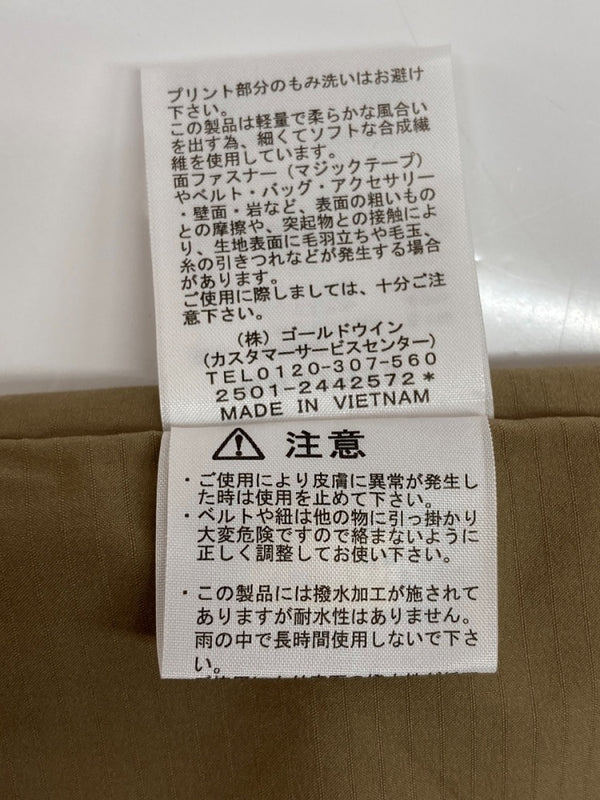 プリント部分のもみ洗いはお避け
下さい。
この製品は軽量で柔らかな風合い
を出す為、細くてソフトな合成繊
維を使用しています。
面ファスナー（マジックテープ）
やベルト・バッグ・アクセサリー
・壁面・岩など、表面の粗いもの
との摩擦や、突起物との接触によ
り、生地表面に毛羽立ちや毛玉、
糸の引きつれなどが発生する場合
があります。
ご使用に際しましては、十分ご注
意下さい。
（株）ゴールドウイン
(カスタマーサービスセンター)
TEL0120-307-560
2501-2442572*
MADE IN VIETNAM
注意
・ご使用により皮膚に異常が発生し
た時は使用を止めて下さい。
・ベルトや紐は他の物に引っ掛かり
大変危険ですので絡まないように
正しく調整してお使い下さい。
・この製品には撥水加工が施されて
ありますが耐水性はありません。
雨の中で長時間使用しないで下さ
い。